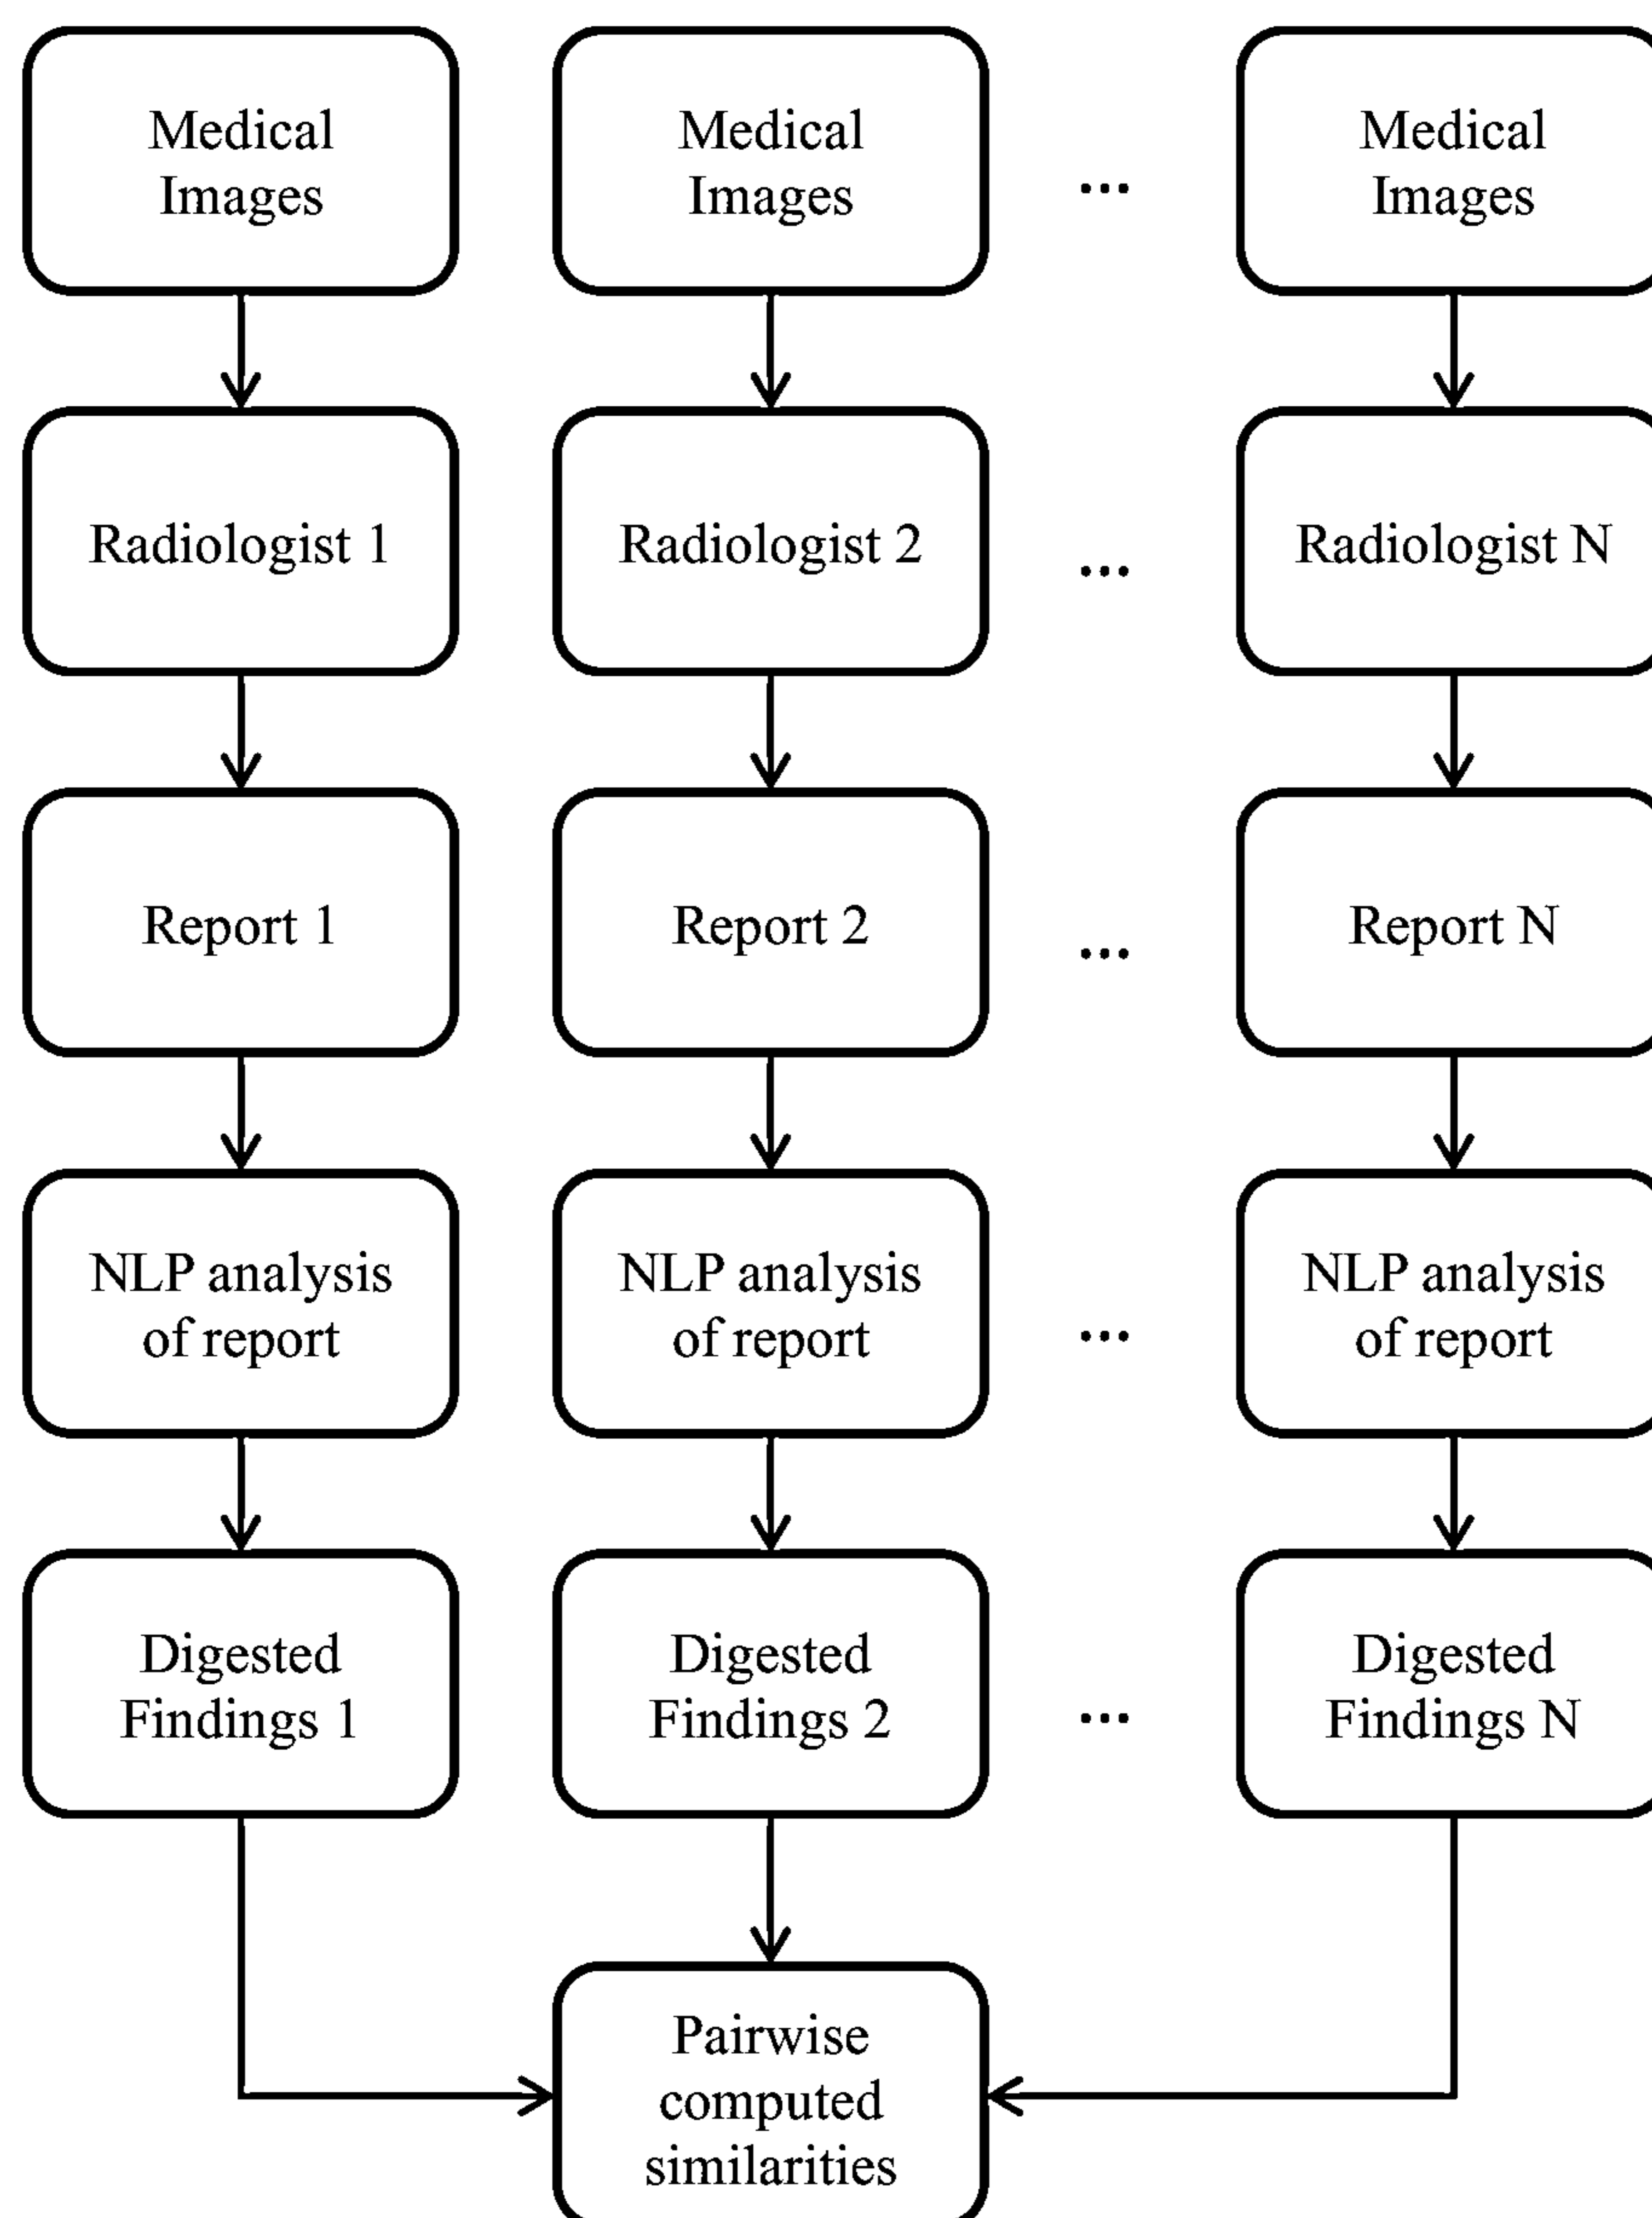 Medical
Images
Medical
Images
...
Medical
Images
Radiologist 1
Radiologist 2
...
Radiologist N
Report 1
Report 2
...
Report N
NLP analysis
of report
NLP analysis
of report
...
NLP analysis
of report
Digested
Findings 1
Digested
Findings 2
...
Digested
Findings N
Pairwise
computed
similarities